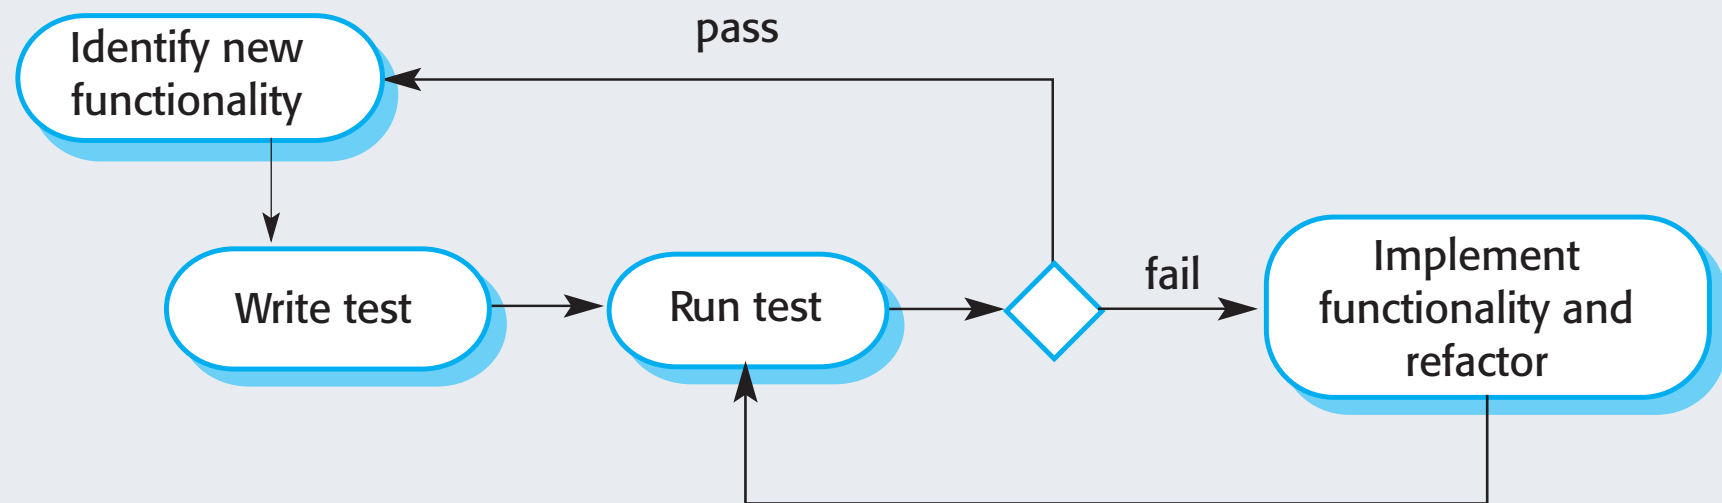 Identify new
functionality
pass
Write test
Run test
fail
Implement
functionality and
refactor